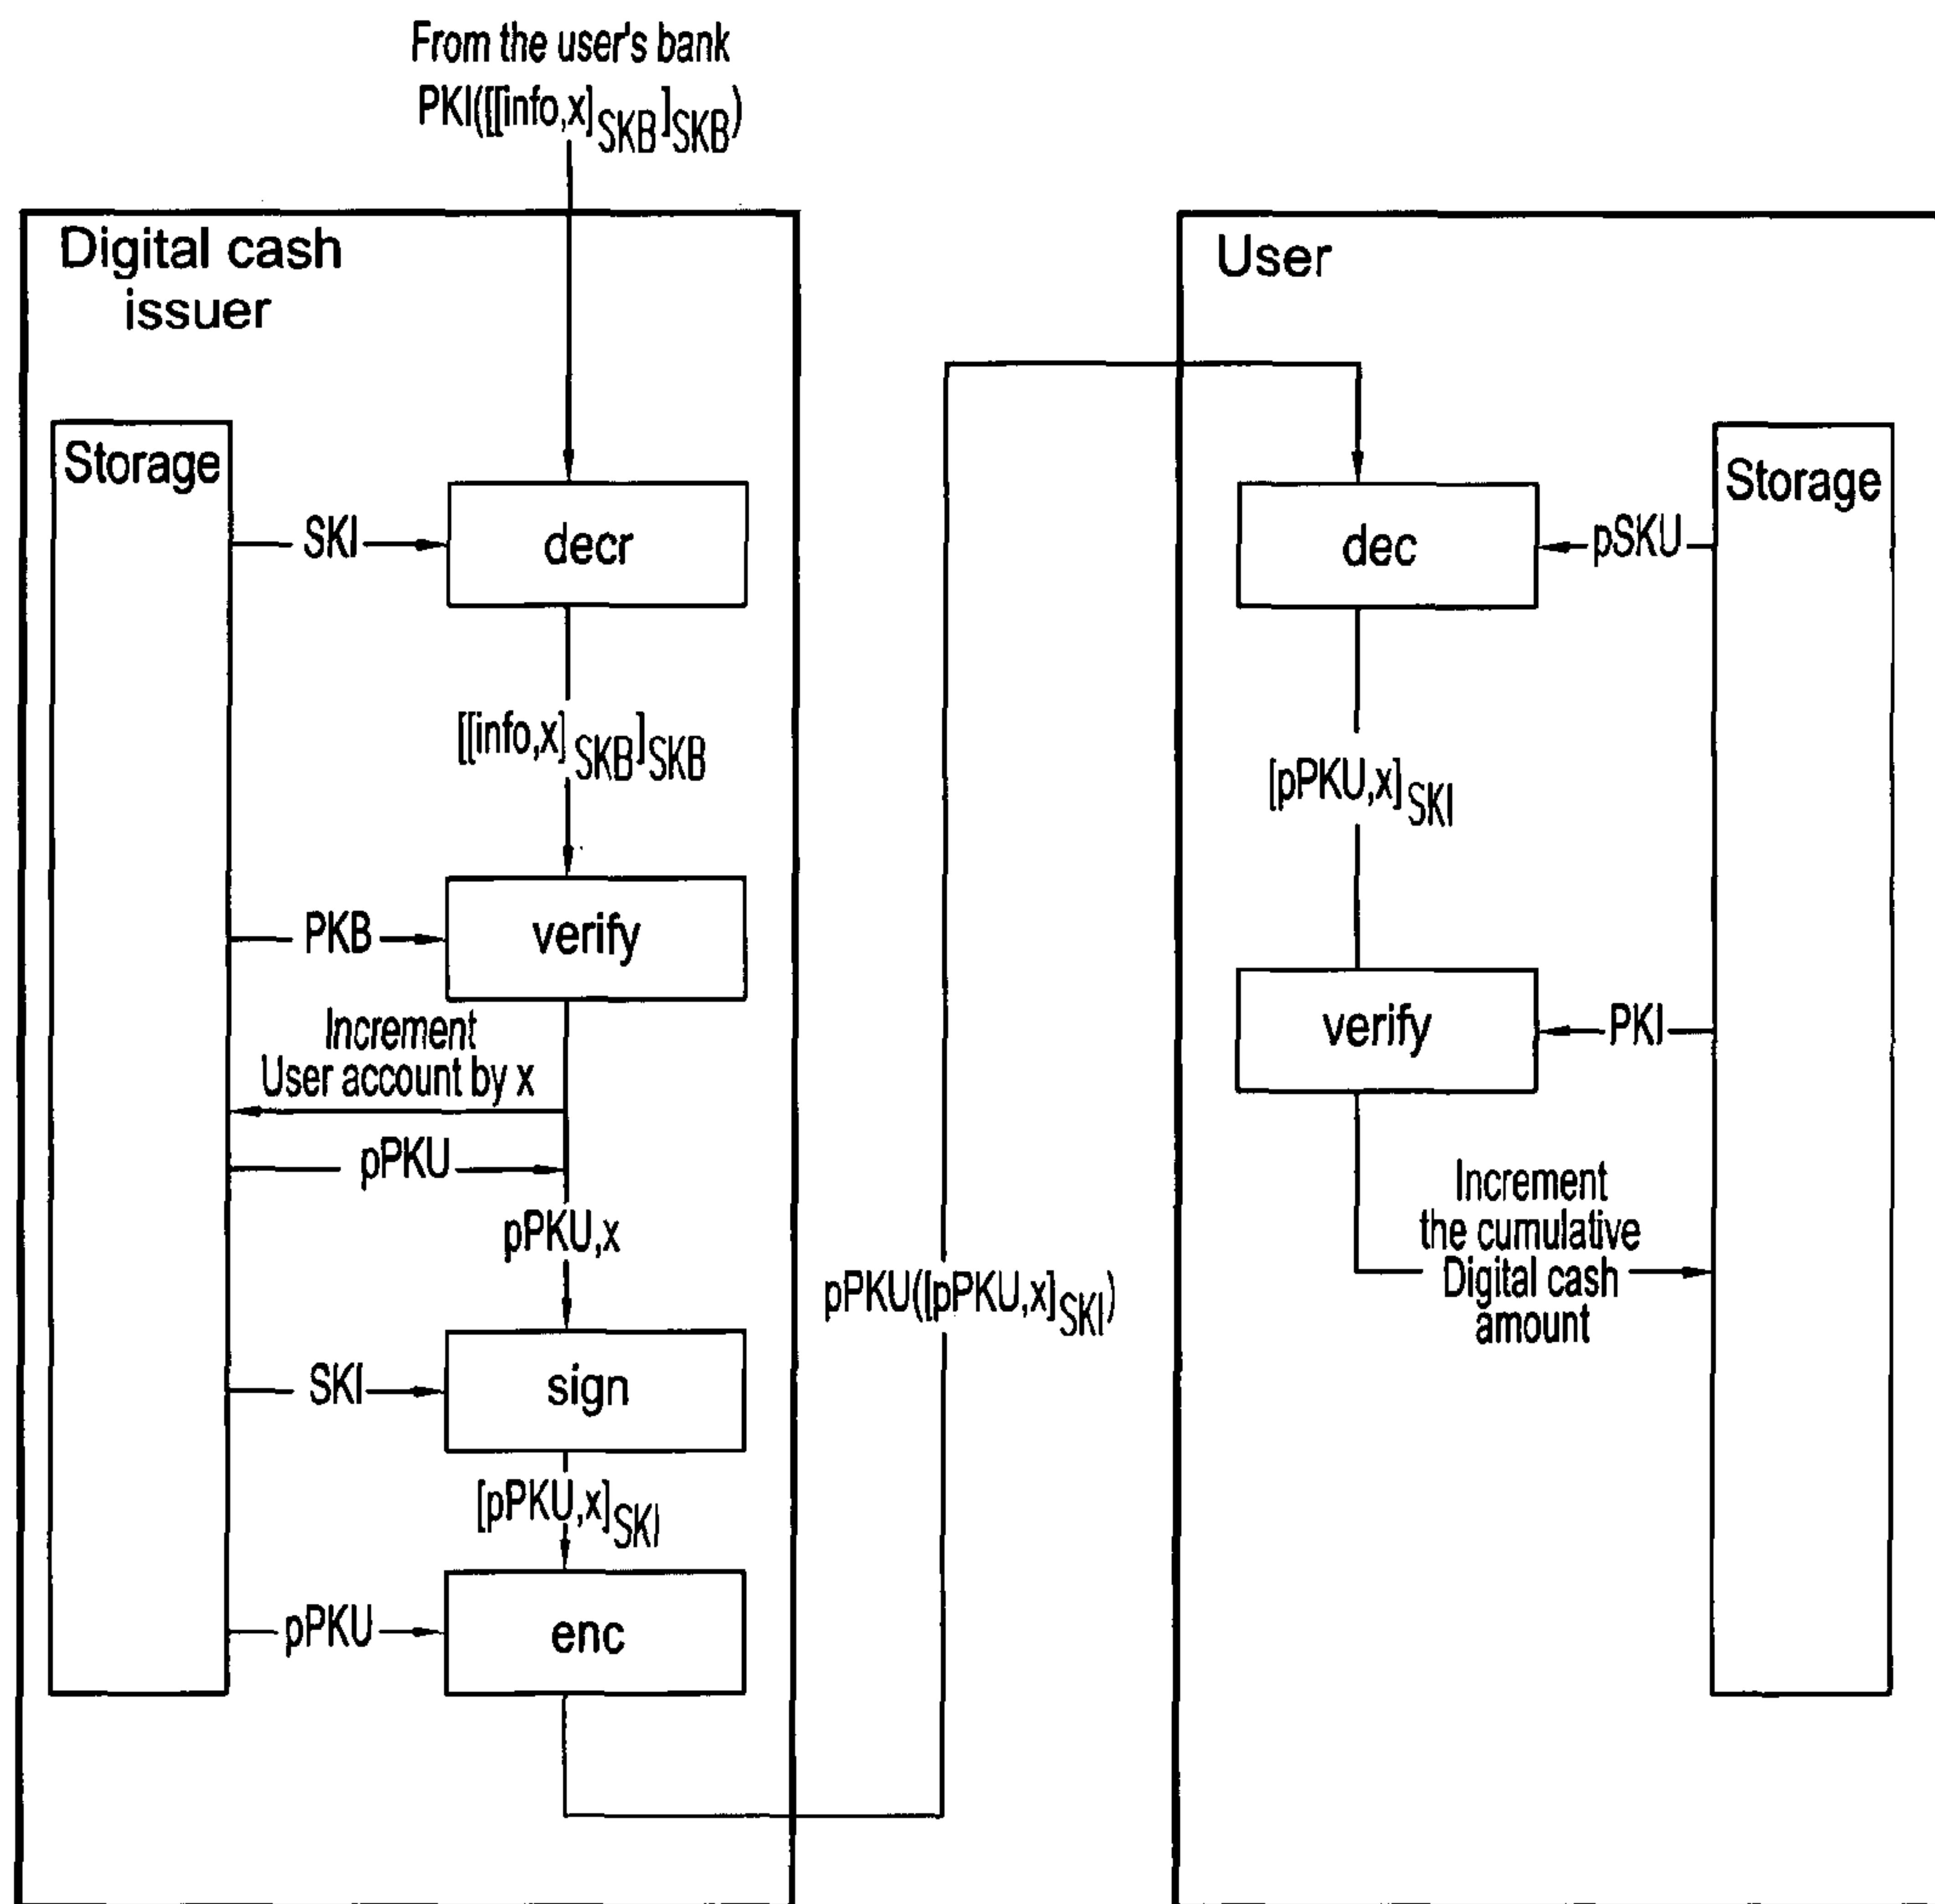 From the user's bank
PKI([[info,x]SKB]SKB)
Digital cash
issuer
Storage
SKI
decr
[[info,x]SKB]SKB
PKB
verify
Increment
User account by x
pPKU
pPKU,x
SKI
sign
[pPKU,x]SKI
pPKU
enc
pPKU([pPKU,x]SKI)
User
Storage
dec
pSKU
[pPKU,x]SKI
verify
PKI
Increment
the cumulative
Digital cash
amount